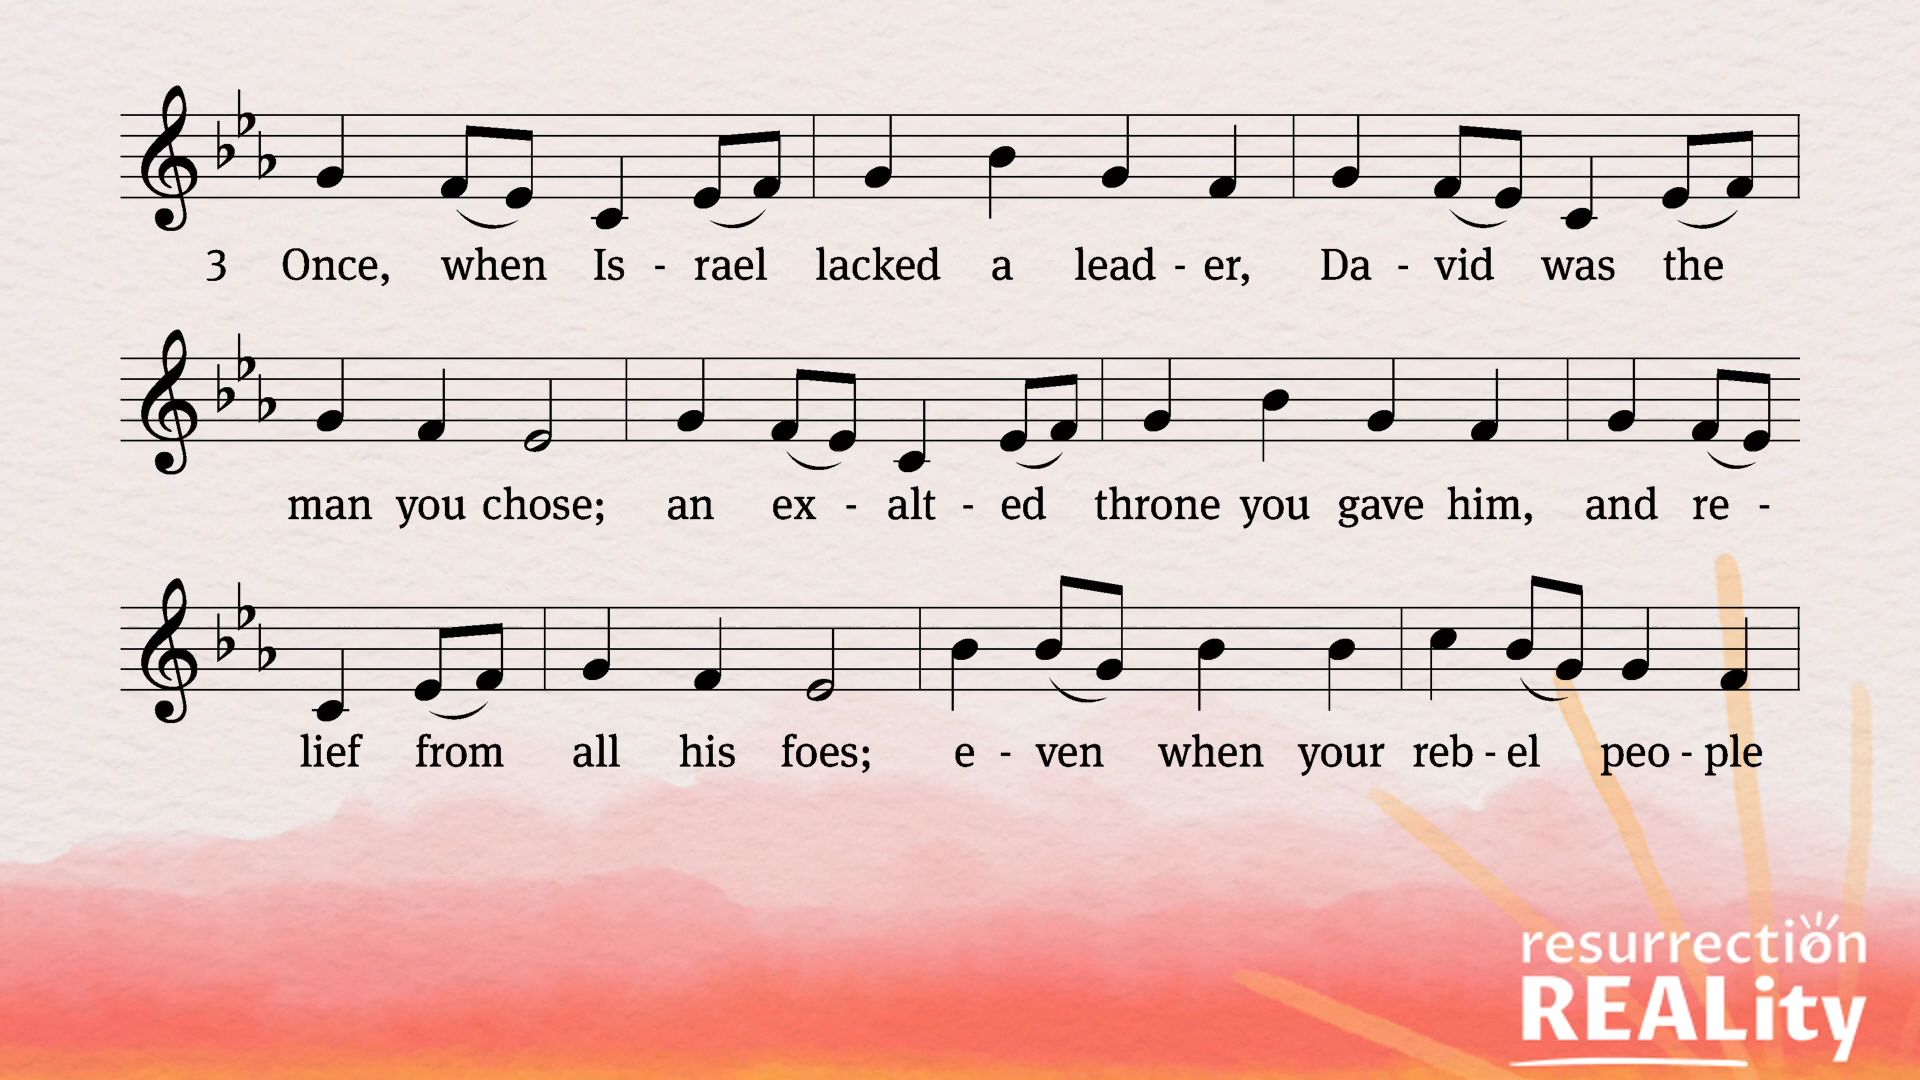 3 Once, when Is - rael lacked a lead - er, Da - vid was the
man you chose; an ex - alt - ed throne you gave him, and re -
lief from all his foes; e - ven when your reb - el peo - ple
resurrection
REALity